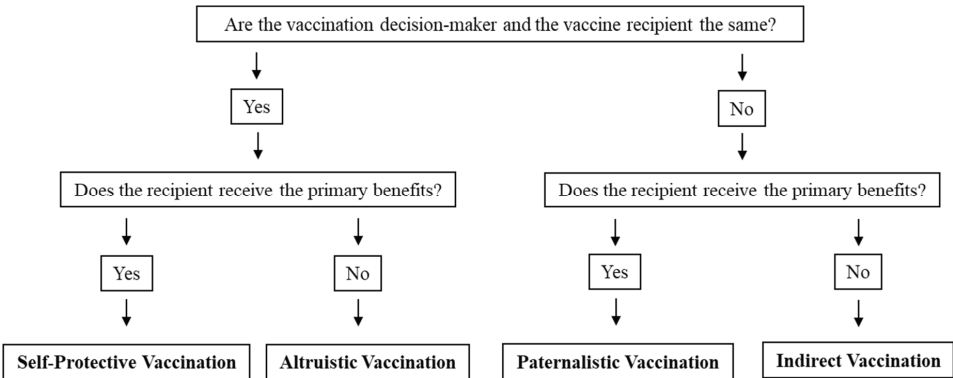 Are the vaccination decision-maker and the vaccine recipient the same?
Yes
No
Does the recipient receive the primary benefits?
Does the recipient receive the primary benefits?
Yes
No
Yes
No
Self-Protective Vaccination
Altruistic Vaccination
Paternalistic Vaccination
Indirect Vaccination